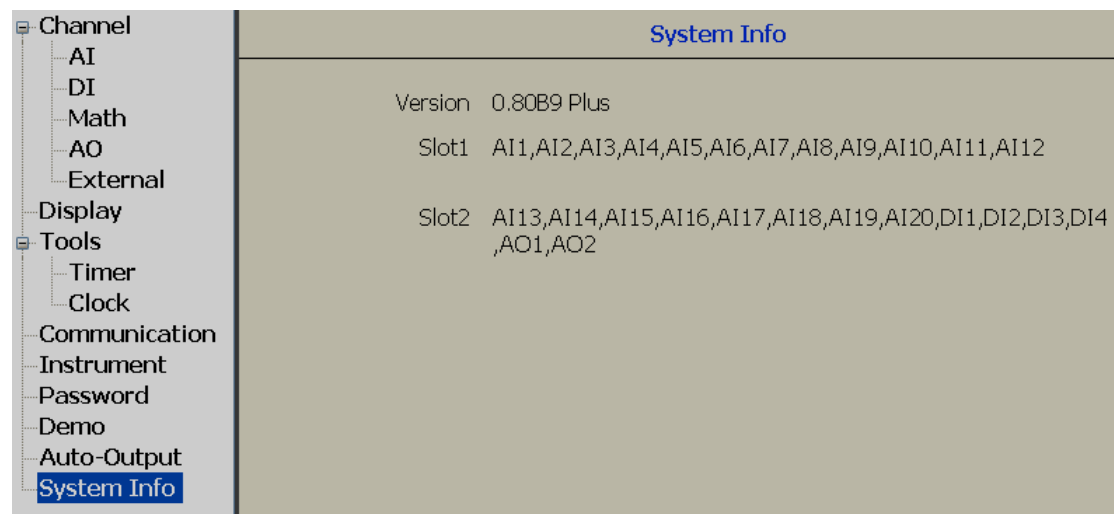 Channel
AI
DI
Math
AO
External
Display
Tools
Timer
Clock
Communication
Instrument
Password
Demo
Auto-Output
System Info
System Info
Version 0.80B9 Plus
Slot1 AI1,AI2,AI3,AI4,AI5,AI6,AI7,AI8,AI9,AI10,AI11,AI12
Slot2 AI13,AI14,AI15,AI16,AI17,AI18,AI19,AI20,DI1,DI2,DI3,DI4
,AO1,AO2